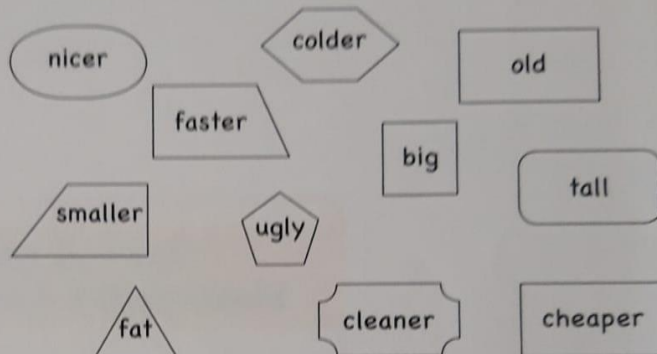 nicer
colder
old
faster
big
tall
smaller
ugly
fat
cleaner
cheaper